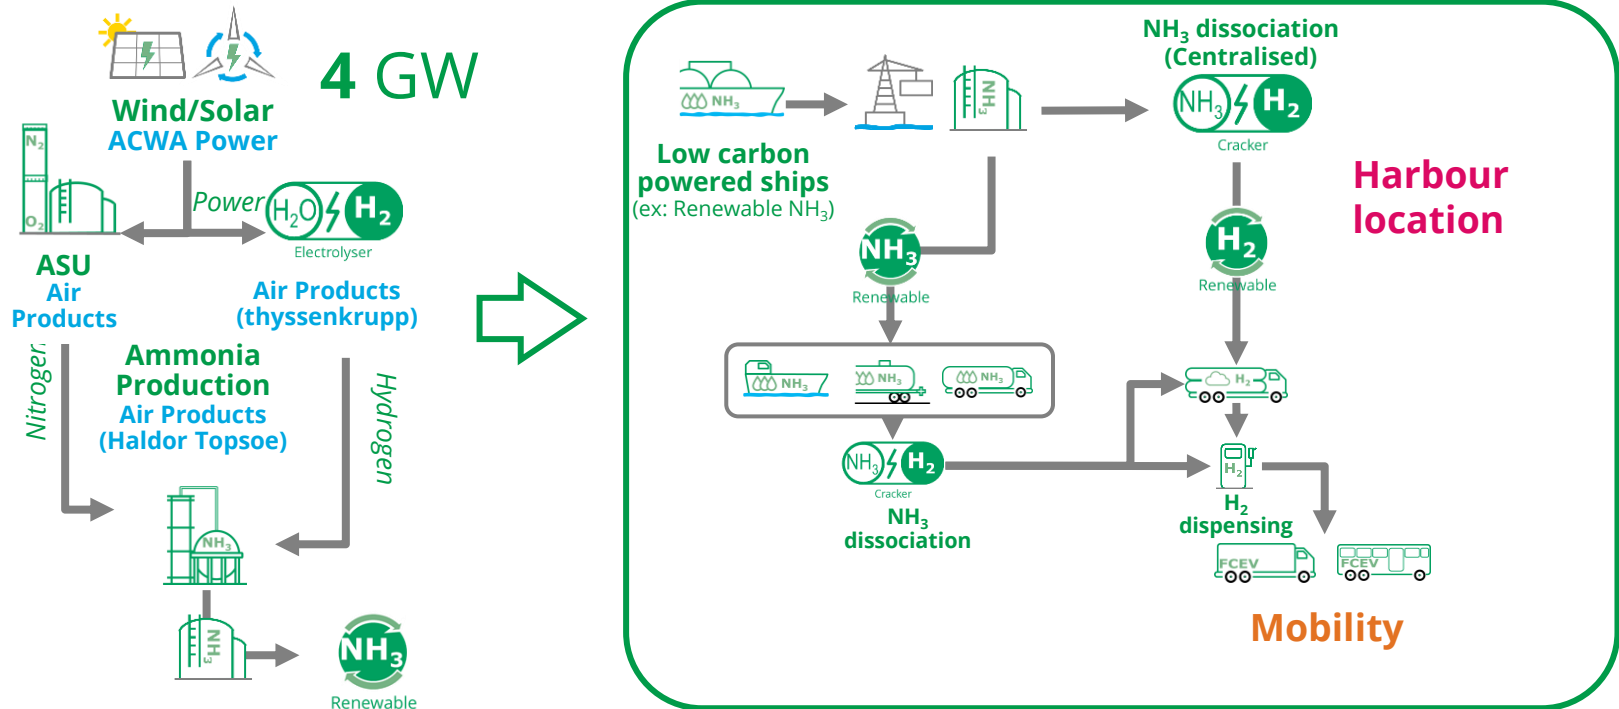 4 GW
Wind/Solar
ACWA Power
N₂
O₂
Power
H₂O
H₂
Electrolyser
ASU
Air
Products
Air Products
(thyssenkrupp)
Nitrogen
Ammonia
Production
Air Products
(Haldor Topsoe)
Hydrogen
NH₃
NH₃
NH₃
Renewable
NH₃
Low carbon
powered ships
(ex: Renewable NH₃)
NH₃
NH₃ dissociation
(Centralised)
NH₃
H₂
Cracker
Harbour
location
NH₃
Renewable
H₂
Renewable
NH₃
NH₃
NH₃
H₂
NH₃
H₂
Cracker
NH₃
dissociation
H₂
H₂
dispensing
FCEV
FCEV
Mobility